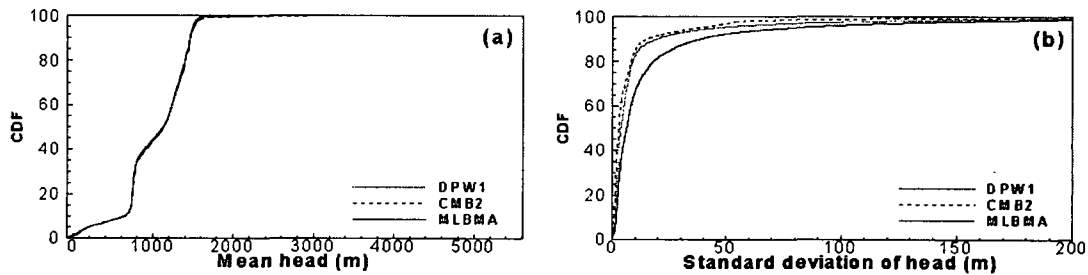 100
80
60
40
20
0
CDF
(a)
DPW1
CMB2
MLBMA
0 1000 2000 3000 4000 5000
Mean head (m)
100
80
60
40
20
0
CDF
(b)
DPW1
CMB2
MLBMA
0 50 100 150 200
Standard deviation of head (m)